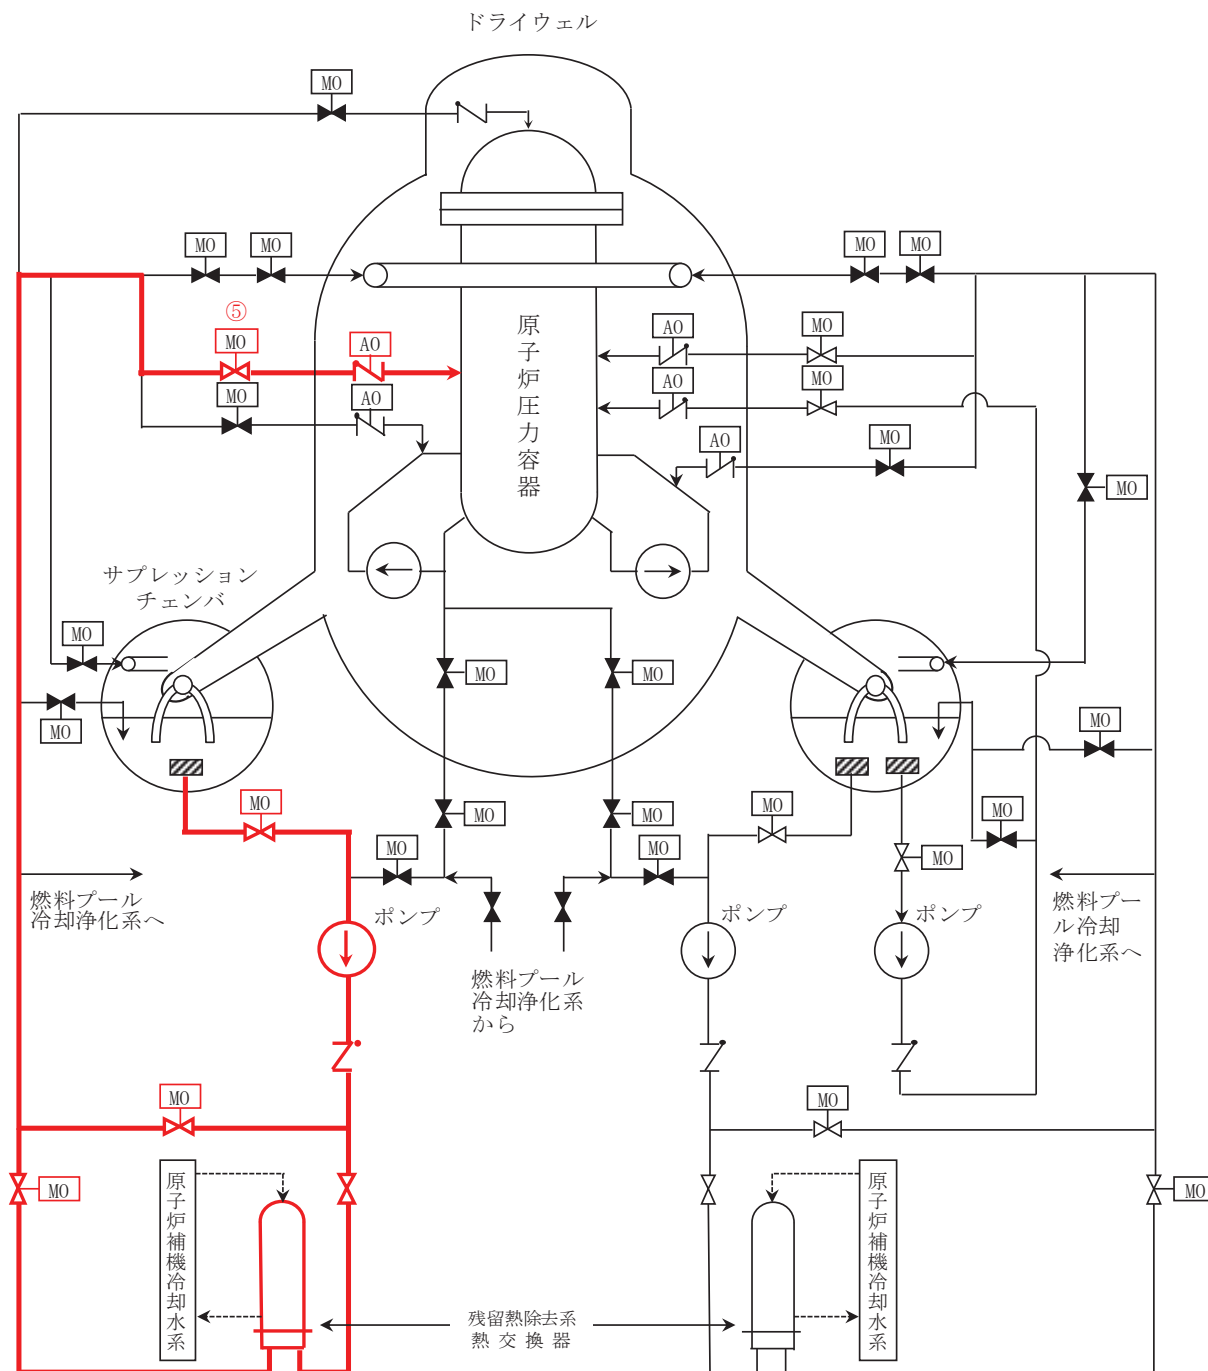 ドライウェル
MO
MO
MO
MO
MO
⑤
MO
AO
AO
MO
MO
AO
原子炉圧力容器
AO
MO
AO
MO
MO
MO
サプレッション
チェンバ
MO
MO
MO
MO
MO
MO
MO
MO
MO
MO
MO
MO
MO
MO
燃料プール
冷却浄化系へ
ポンプ
ポンプ
ポンプ
燃料プー
ル冷却
浄化系へ
燃料プール
冷却浄化系
から
MO
MO
MO
MO
原子炉補機冷却水系
原子炉補機冷却水系
残留熱除去系
熱交換器